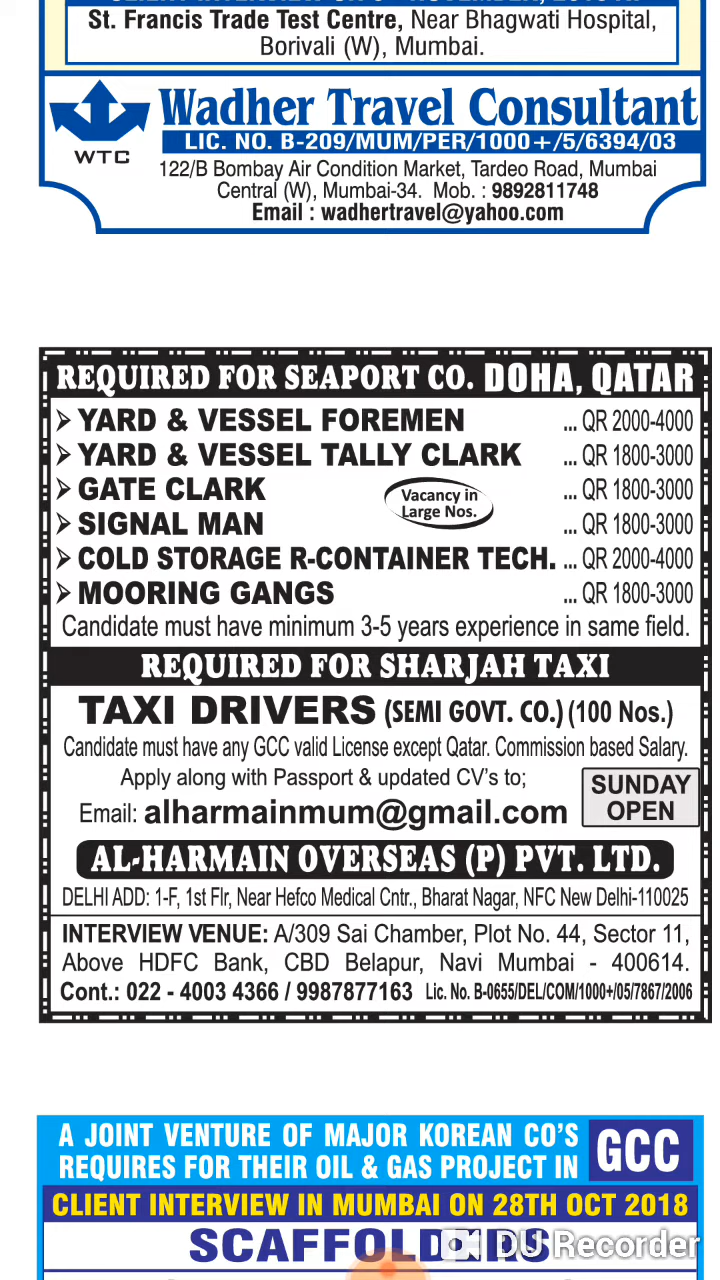 St. Francis Trade Test Centre, Near Bhagwati Hospital,
Borivali (W), Mumbai.
Wadher Travel Consultant
WTC
LIC. NO. B-209/MUM/PER/1000+/5/6394/03
122/B Bombay Air Condition Market, Tardeo Road, Mumbai
Central (W), Mumbai-34. Mob. : 9892811748
Email : wadhertravel@yahoo.com
REQUIRED FOR SEAPORT CO. DOHA, QATAR
➢ YARD & VESSEL FOREMEN ... QR 2000-4000
➢ YARD & VESSEL TALLY CLARK ... QR 1800-3000
➢ GATE CLARK ... QR 1800-3000
Vacancy in
Large Nos.
➢ SIGNAL MAN ... QR 1800-3000
➢ COLD STORAGE R-CONTAINER TECH. ... QR 2000-4000
➢ MOORING GANGS ... QR 1800-3000
Candidate must have minimum 3-5 years experience in same field.
REQUIRED FOR SHARJAH TAXI
TAXI DRIVERS (SEMI GOVT. CO.) (100 Nos.)
Candidate must have any GCC valid License except Qatar. Commission based Salary.
Apply along with Passport & updated CV's to;
Email: alharmainmum@gmail.com
SUNDAY
OPEN
AL-HARMAIN OVERSEAS (P) PVT. LTD.
DELHI ADD: 1-F, 1st Flr, Near Hefco Medical Cntr., Bharat Nagar, NFC New Delhi-110025
INTERVIEW VENUE: A/309 Sai Chamber, Plot No. 44, Sector 11,
Above HDFC Bank, CBD Belapur, Navi Mumbai - 400614.
Cont.: 022 - 4003 4366 / 9987877163 Lic. No. B-0655/DEL/COM/1000+/05/7867/2006
A JOINT VENTURE OF MAJOR KOREAN CO'S
REQUIRES FOR THEIR OIL & GAS PROJECT IN
GCC
CLIENT INTERVIEW IN MUMBAI ON 28TH OCT 2018
SCAFFOLDERS
DU Recorder